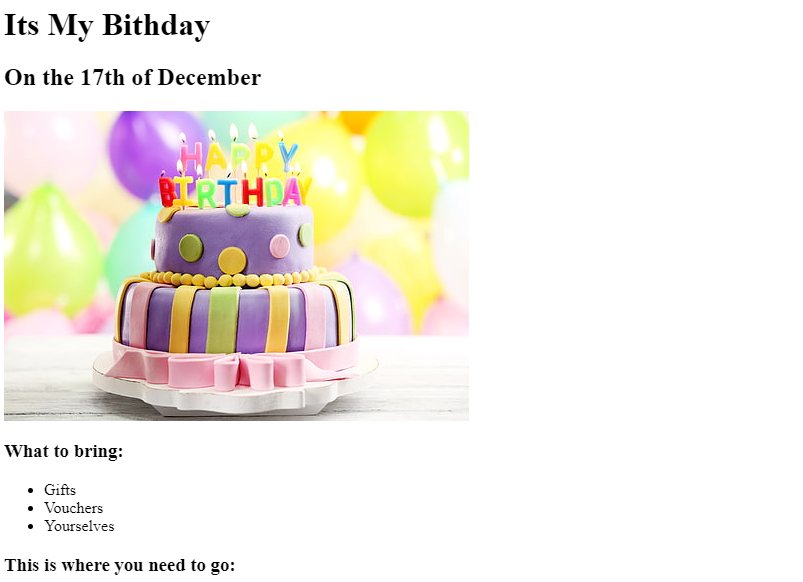 Its My Bithday
On the 17th of December
HAPPY
BIRTHDAY
What to bring:
Gifts
Vouchers
Yourselves
This is where you need to go: